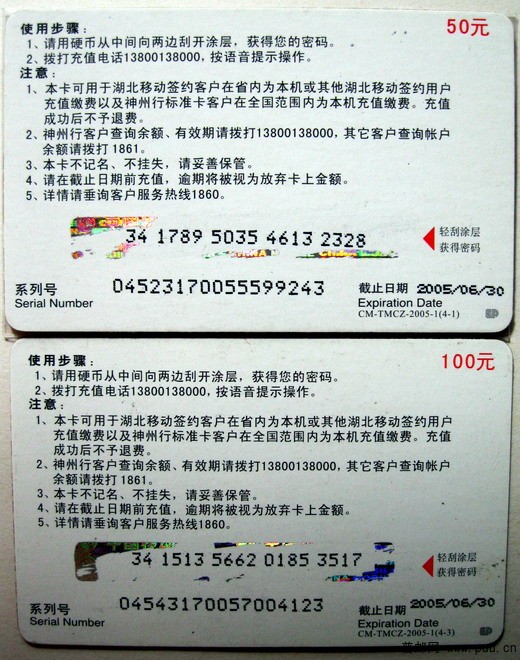 使用步骤：
50元
1、请用硬币从中间向两边刮开涂层，获得您的密码。
2、拨打充值电话13800138000，按语音提示操作。
注意：
1、本卡可用于湖北移动签约客户在省内为本机或其他湖北移动签约用户
充值缴费以及神州行标准卡客户在全国范围内为本机充值缴费。充值
成功后不予退费。
2、神州行客户查询余额、有效期请拨打13800138000，其它客户查询帐户
余额请拨打1861。
3、本卡不记名、不挂失，请妥善保管。
4、请在截止日期前充值，逾期将被视为放弃卡上金额。
5、详情请垂询客户服务热线1860。
34 1789 5035 4613 2328
轻刮涂层
获得密码
系列号
Serial Number
04523170055599243
截止日期 2005/06/30
Expiration Date
CM-TMCZ-2005-1(4-1)
使用步骤：
100元
1、请用硬币从中间向两边刮开涂层，获得您的密码。
2、拨打充值电话13800138000，按语音提示操作。
注意：
1、本卡可用于湖北移动签约客户在省内为本机或其他湖北移动签约用户
充值缴费以及神州行标准卡客户在全国范围内为本机充值缴费。充值
成功后不予退费。
2、神州行客户查询余额、有效期请拨打13800138000，其它客户查询帐户
余额请拨打1861。
3、本卡不记名、不挂失，请妥善保管。
4、请在截止日期前充值，逾期将被视为放弃卡上金额。
5、详情请垂询客户服务热线1860。
34 1513 5662 0185 3517
轻刮涂层
获得密码
系列号
Serial Number
04543170057004123
截止日期 2005/06/30
Expiration Date
CM-TMCZ-2005-1(4-3)
www.puu.cn